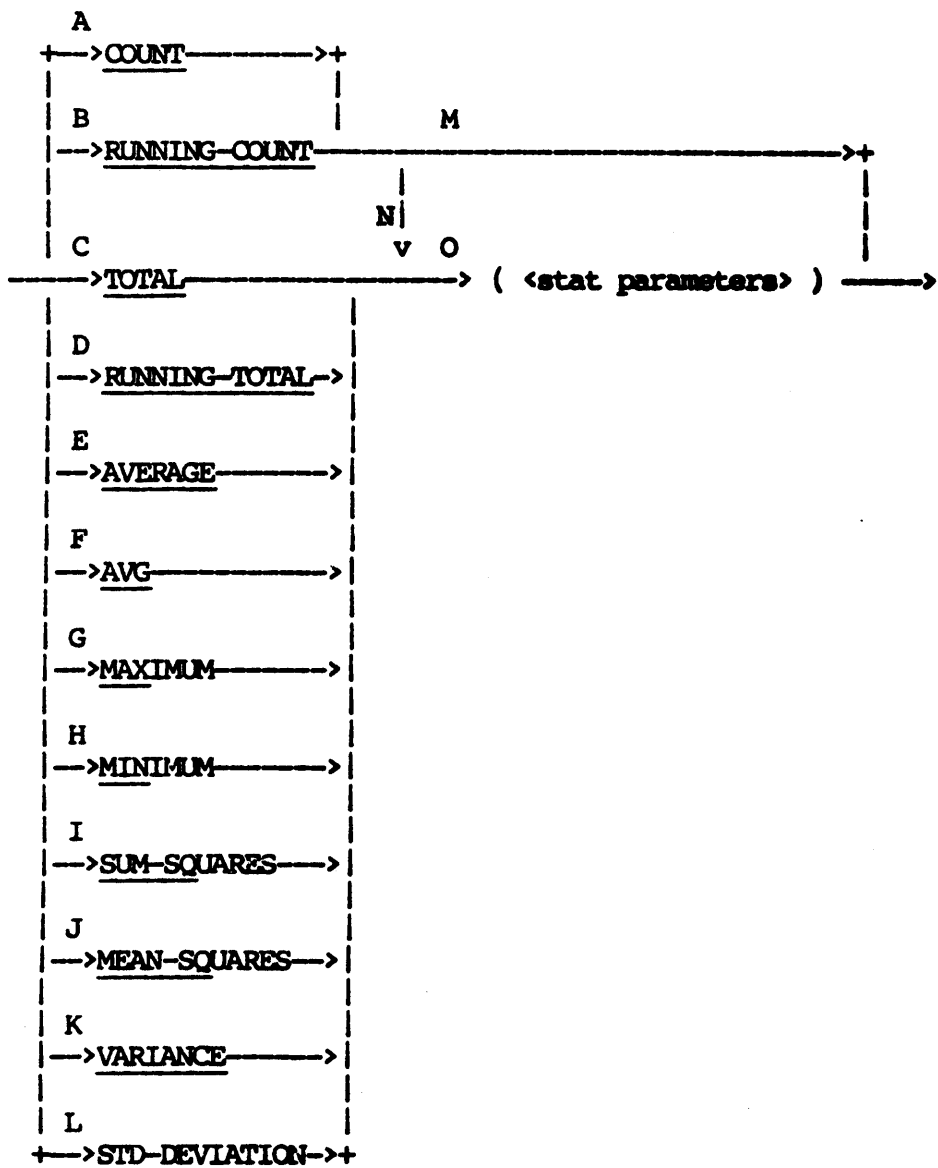 A
COUNT
B M
RUNNING-COUNT
N
C O
TOTAL ( <stat parameters> )
D
RUNNING-TOTAL
E
AVERAGE
F
AVG
G
MAXIMUM
H
MINIMUM
I
SUM-SQUARES
J
MEAN-SQUARES
K
VARIANCE
L
STD-DEVIATION